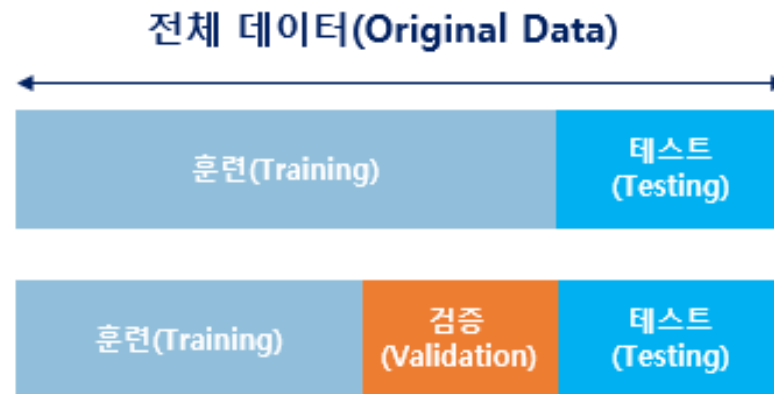 전체 데이터(Original Data)
훈련(Training)
테스트
(Testing)
훈련(Training)
검증
(Validation)
테스트
(Testing)